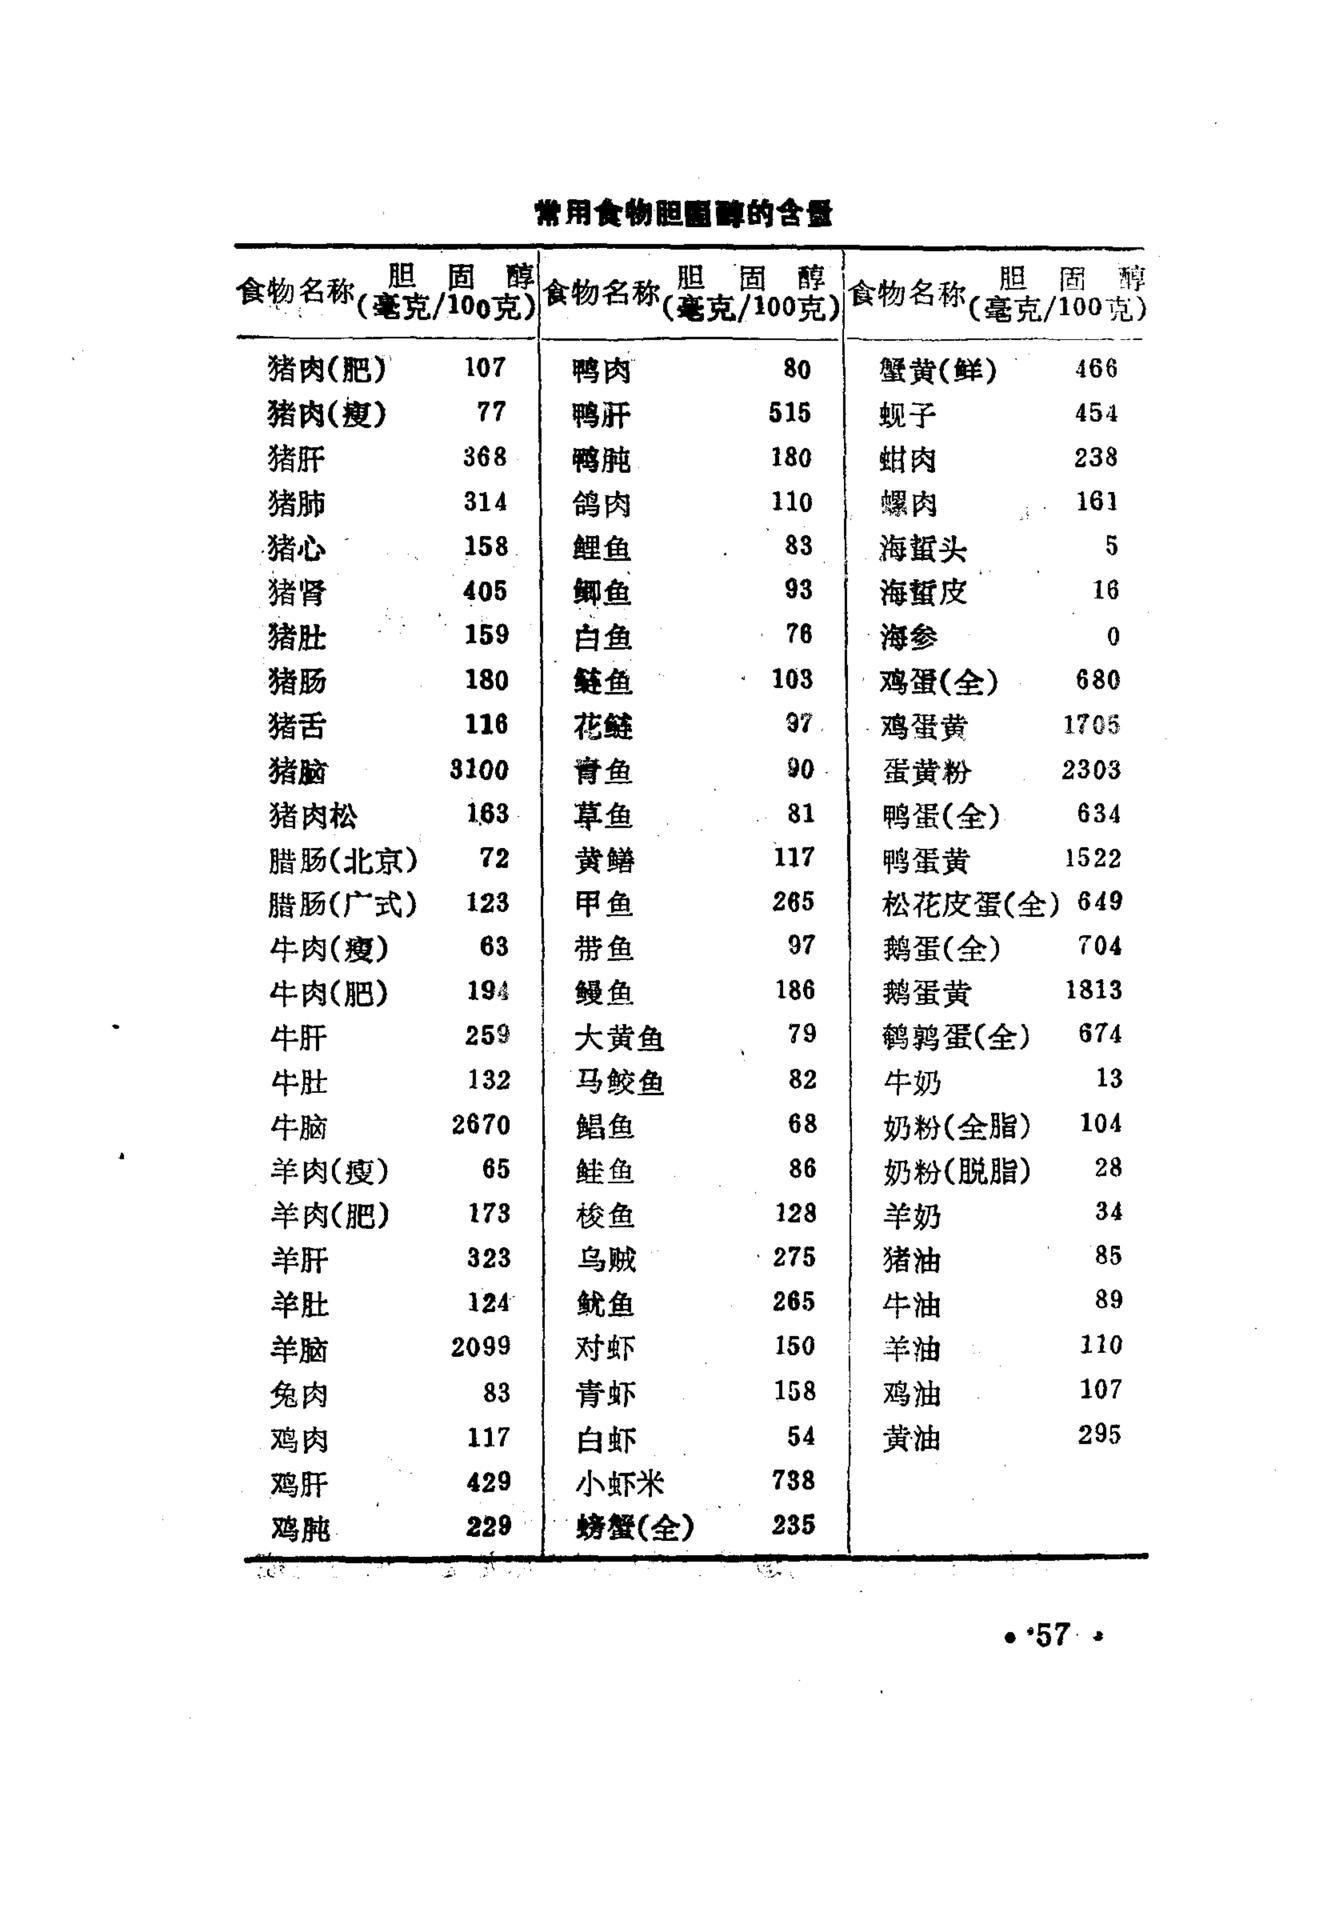 常用食物胆固醇的含量
食物名称 胆固醇(毫克/100克) 食物名称 胆固醇(毫克/100克) 食物名称 胆固醇(毫克/100克)
猪肉(肥) 107 鸭肉 80 蟹黄(鲜) 466
猪肉(瘦) 77 鸭肝 515 蚬子 454
猪肝 368 鸭肫 180 蚶肉 238
猪肺 314 鸽肉 110 螺肉 161
猪心 158 鲤鱼 83 海蜇头 5
猪肾 405 鲫鱼 93 海蜇皮 16
猪肚 159 白鱼 76 海参 0
猪肠 180 鲢鱼 103 鸡蛋(全) 680
猪舌 116 花鲢 97 鸡蛋黄 1705
猪脑 3100 青鱼 90 蛋黄粉 2303
猪肉松 163 草鱼 81 鸭蛋(全) 634
腊肠(北京) 72 黄鳝 117 鸭蛋黄 1522
腊肠(广式) 123 甲鱼 265 松花皮蛋(全) 649
牛肉(瘦) 63 带鱼 97 鹅蛋(全) 704
牛肉(肥) 194 鳗鱼 186 鹅蛋黄 1813
牛肝 259 大黄鱼 79 鹌鹑蛋(全) 674
牛肚 132 马鲛鱼 82 牛奶 13
牛脑 2670 鲳鱼 68 奶粉(全脂) 104
羊肉(瘦) 65 鲑鱼 86 奶粉(脱脂) 28
羊肉(肥) 173 梭鱼 128 羊奶 34
羊肝 323 乌贼 275 猪油 85
羊肚 124 鱿鱼 265 牛油 89
羊脑 2099 对虾 150 羊油 110
兔肉 83 青虾 158 鸡油 107
鸡肉 117 白虾 54 黄油 295
鸡肝 429 小虾米 738
鸡肫 229 螃蟹(全) 235
• 57 •